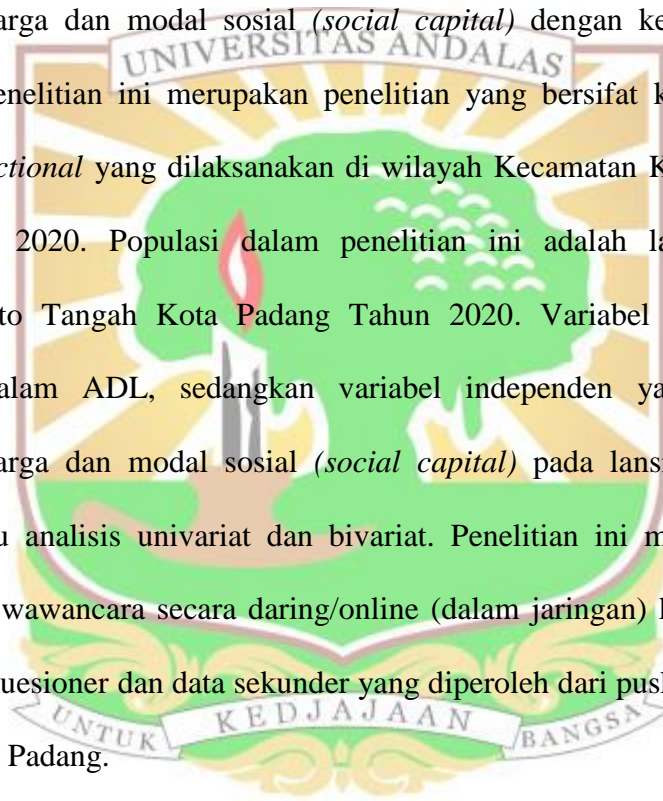 arga dan modal sosial (social capital) dengan ke
UNIVERSITAS ANDALAS
enelitian ini merupakan penelitian yang bersifat k
ctional yang dilaksanakan di wilayah Kecamatan K
2020. Populasi dalam penelitian ini adalah la
to Tangah Kota Padang Tahun 2020. Variabel
alam ADL, sedangkan variabel independen ya
arga dan modal sosial (social capital) pada lansi
u analisis univariat dan bivariat. Penelitian ini m
wawancara secara daring/online (dalam jaringan)
uesioner dan data sekunder yang diperoleh dari pusk
UNTUK KEDJAJAAN BANGSA
Padang.